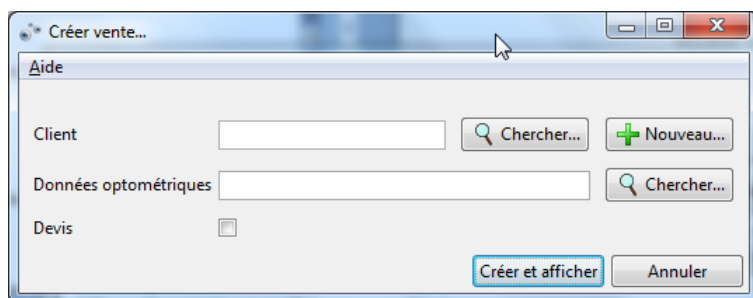 Créer vente...
Aide
Client Chercher... Nouveau...
Données optométriques Chercher...
Devis
Créer et afficher Annuler